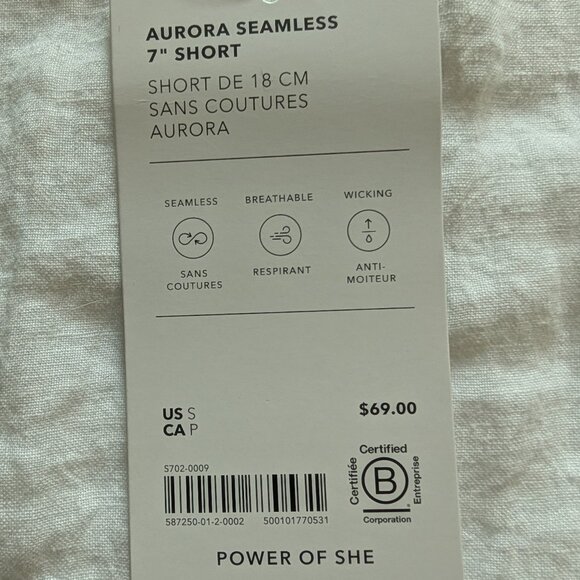 AURORA SEAMLESS
7" SHORT
SHORT DE 18 CM
SANS COUTURES
AURORA
SEAMLESS BREATHABLE WICKING
SANS COUTURES RESPIRANT ANTI-MOITEUR
US S
CA P
$69.00
S702-0009
587250-01-2-0002 500101770531
Certified
Certifiée
B
Entreprise
Corporation
POWER OF SHE